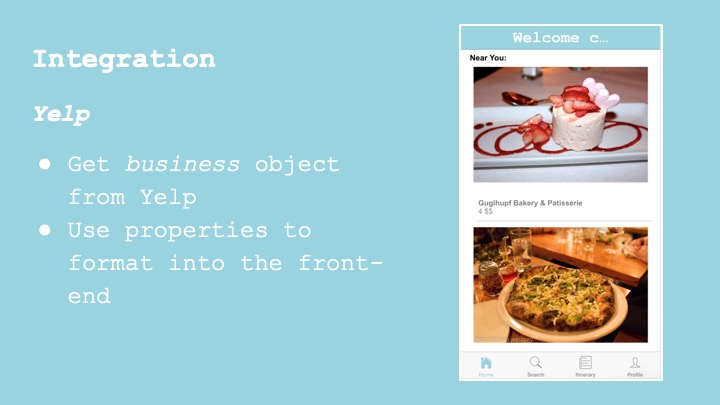 Integration
Yelp
● Get business object
from Yelp
● Use properties to
format into the front-
end
Welcome c…
Near You:
Guglhupf Bakery & Patisserie
4 $$
Home Search Itinerary Profile